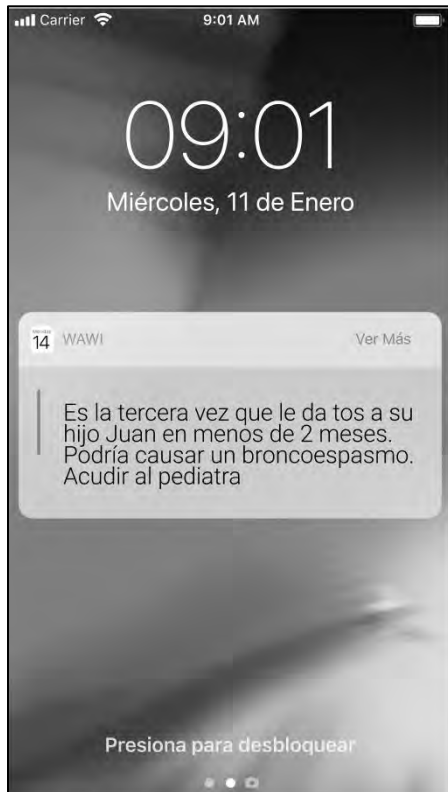 Carrier 9:01 AM
09:01
Miércoles, 11 de Enero
14 WAWI Ver Más
Es la tercera vez que le da tos a su
hijo Juan en menos de 2 meses.
Podría causar un broncoespasmo.
Acudir al pediatra
Presiona para desbloquear